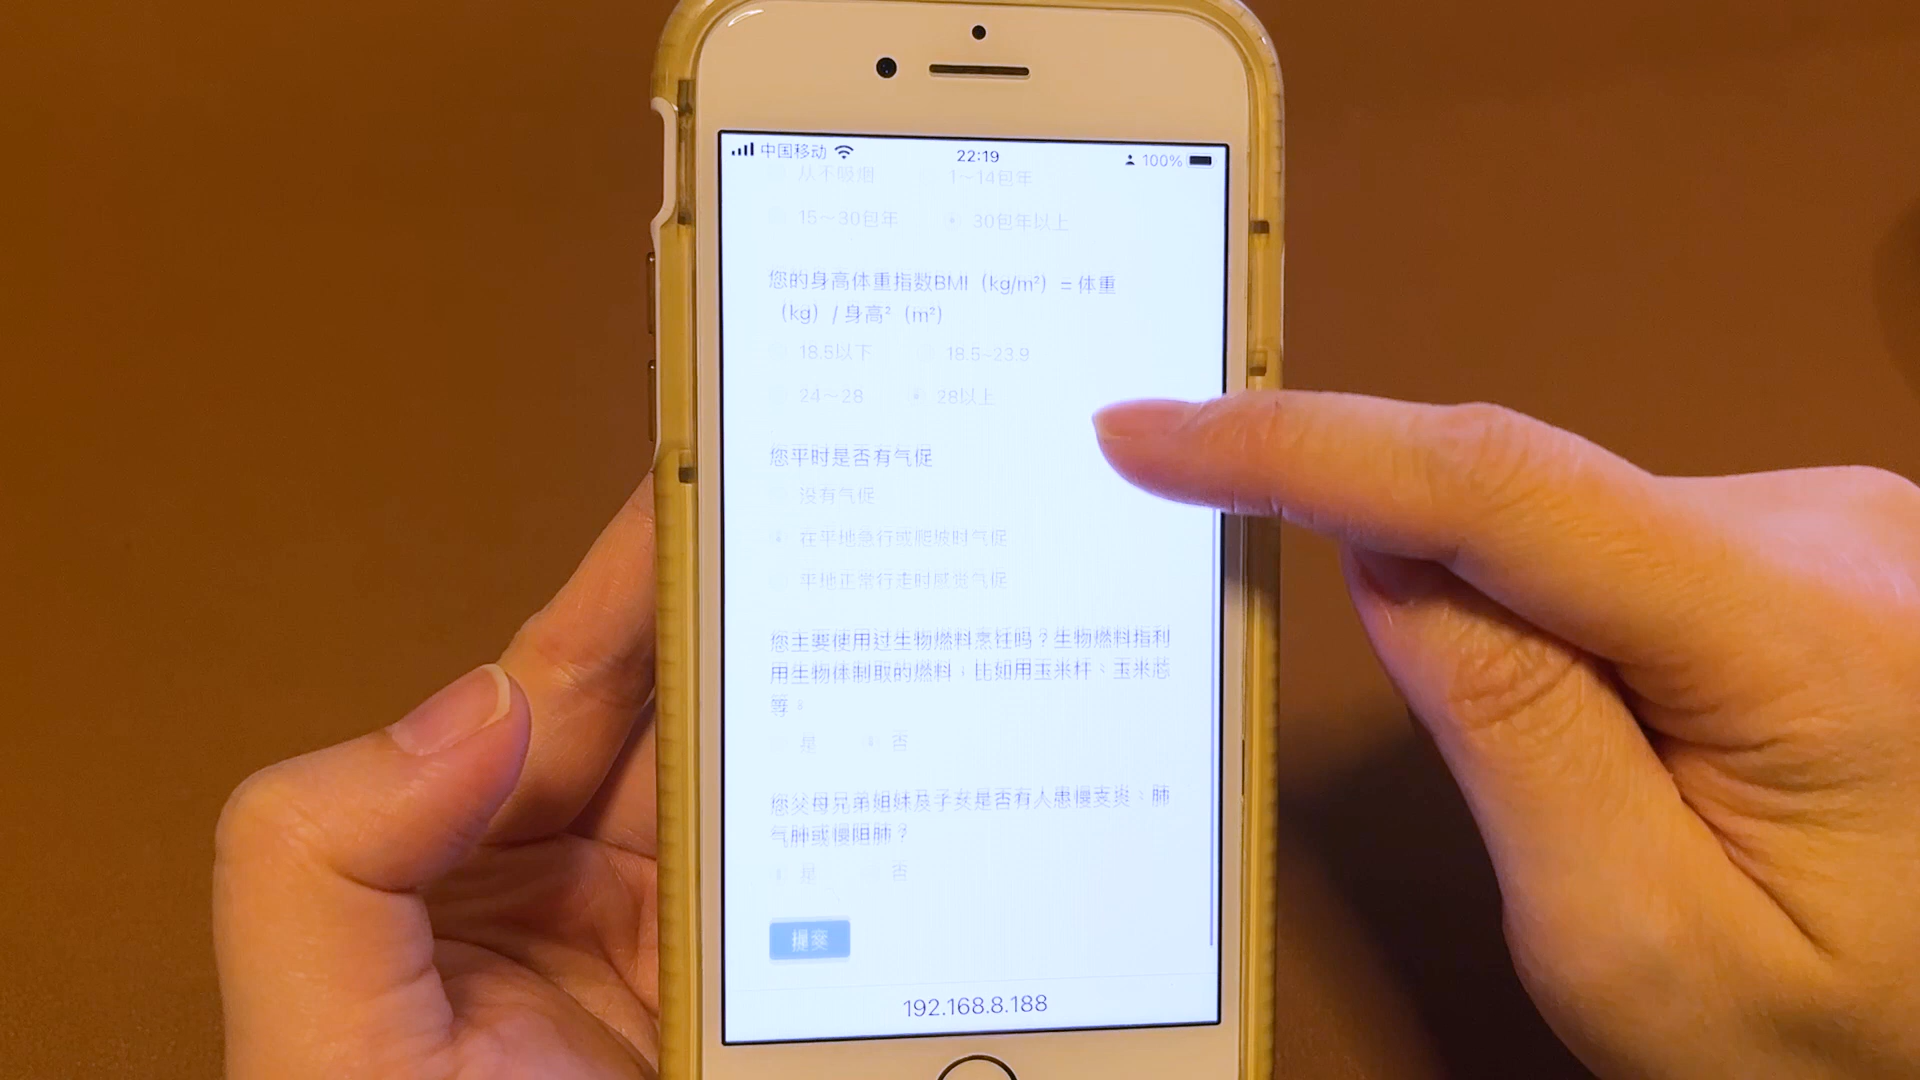 中国移动
22:19
100%
从不吸烟 1～14包年
15～30包年 30包年以上
您的身高体重指数BMI（kg/m²）= 体重
（kg）/ 身高²（m²）
18.5以下 18.5~23.9
24～28 28以上
您平时是否有气促
没有气促
在平地急行或爬坡时气促
平地正常行走时感觉气促
您主要使用过生物燃料烹饪吗？生物燃料指利
用生物体制取的燃料，比如用玉米杆、玉米芯
等。
是 否
您父母兄弟姐妹及子女是否有人患慢支炎、肺
气肿或慢阻肺？
是 否
提交
192.168.8.188